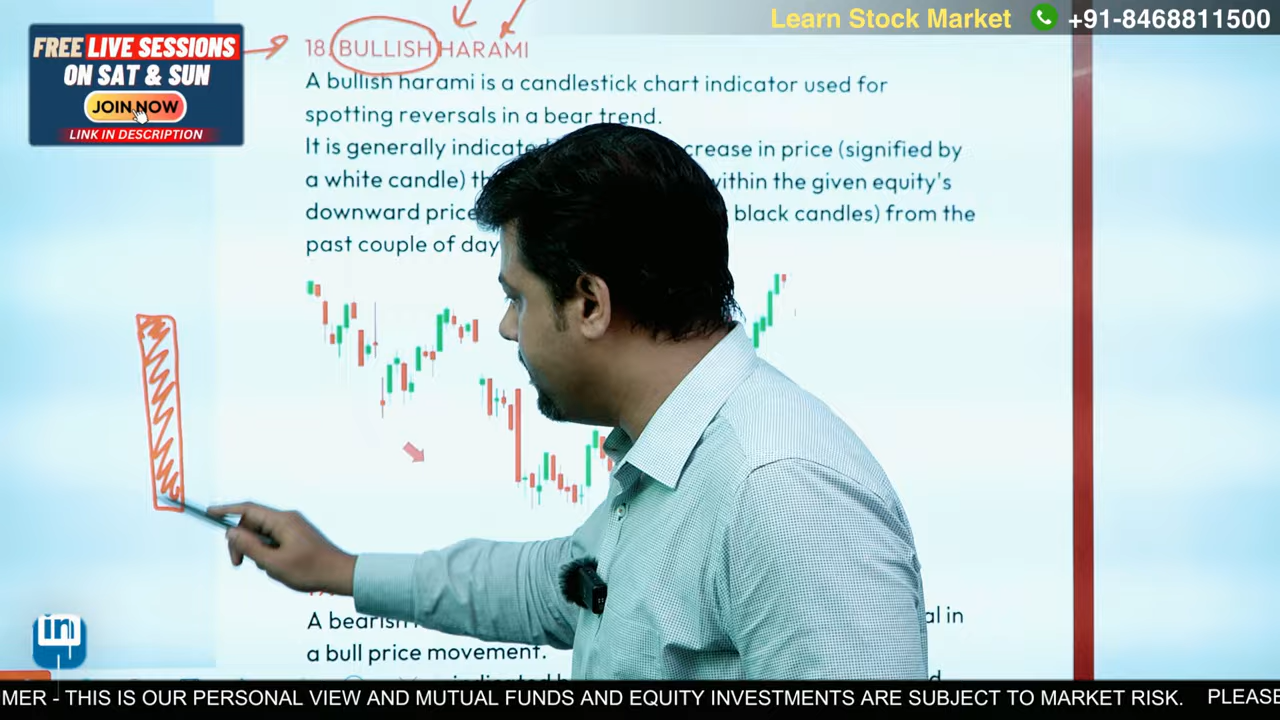 Learn Stock Market +91-8468811500
FREE LIVE SESSIONS
ON SAT & SUN
JOIN NOW
LINK IN DESCRIPTION
18. BULLISH HARAMI
A bullish harami is a candlestick chart indicator used for
spotting reversals in a bear trend.
It is generally indicated crease in price (signified by
a white candle) within the given equity's
downward price black candles) from the
past couple of day
A bearish al in
a bull price movement.
indicated
in
MER - THIS IS OUR PERSONAL VIEW AND MUTUAL FUNDS AND EQUITY INVESTMENTS ARE SUBJECT TO MARKET RISK. PLEASE